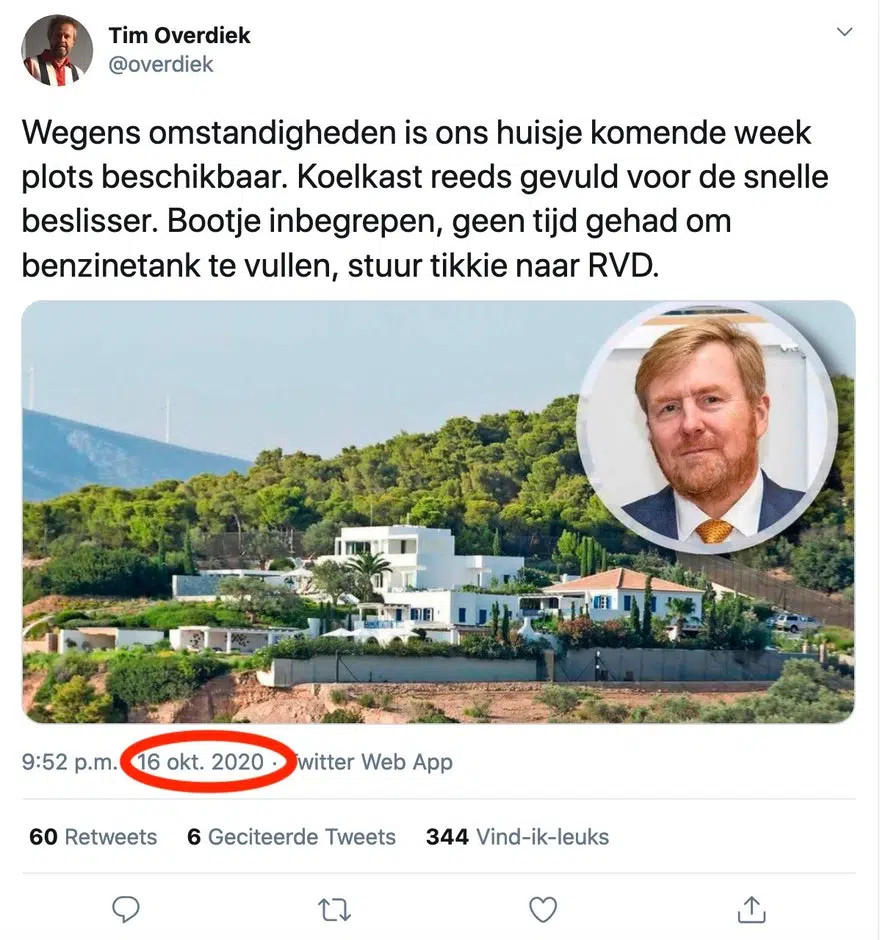 Tim Overdiek
@overdiek
Wegens omstandigheden is ons huisje komende week
plots beschikbaar. Koelkast reeds gevuld voor de snelle
beslisser. Bootje inbegrepen, geen tijd gehad om
benzinetank te vullen, stuur tikkie naar RVD.
9:52 p.m. 16 okt. 2020 · Twitter Web App
60 Retweets 6 Geciteerde Tweets 344 Vind-ik-leuks